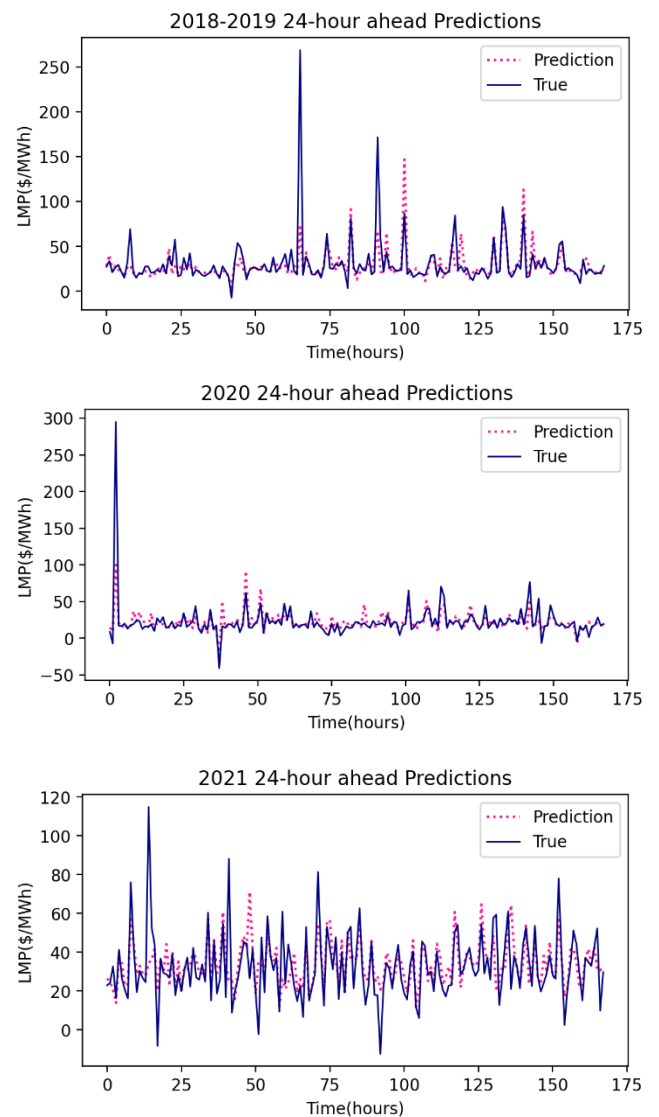 2018-2019 24-hour ahead Predictions
LMP($/MWh)
250
200
150
100
50
0
Prediction
True
0 25 50 75 100 125 150 175
Time(hours)
2020 24-hour ahead Predictions
LMP($/MWh)
300
250
200
150
100
50
0
−50
Prediction
True
0 25 50 75 100 125 150 175
Time(hours)
2021 24-hour ahead Predictions
LMP($/MWh)
120
100
80
60
40
20
0
Prediction
True
0 25 50 75 100 125 150 175
Time(hours)